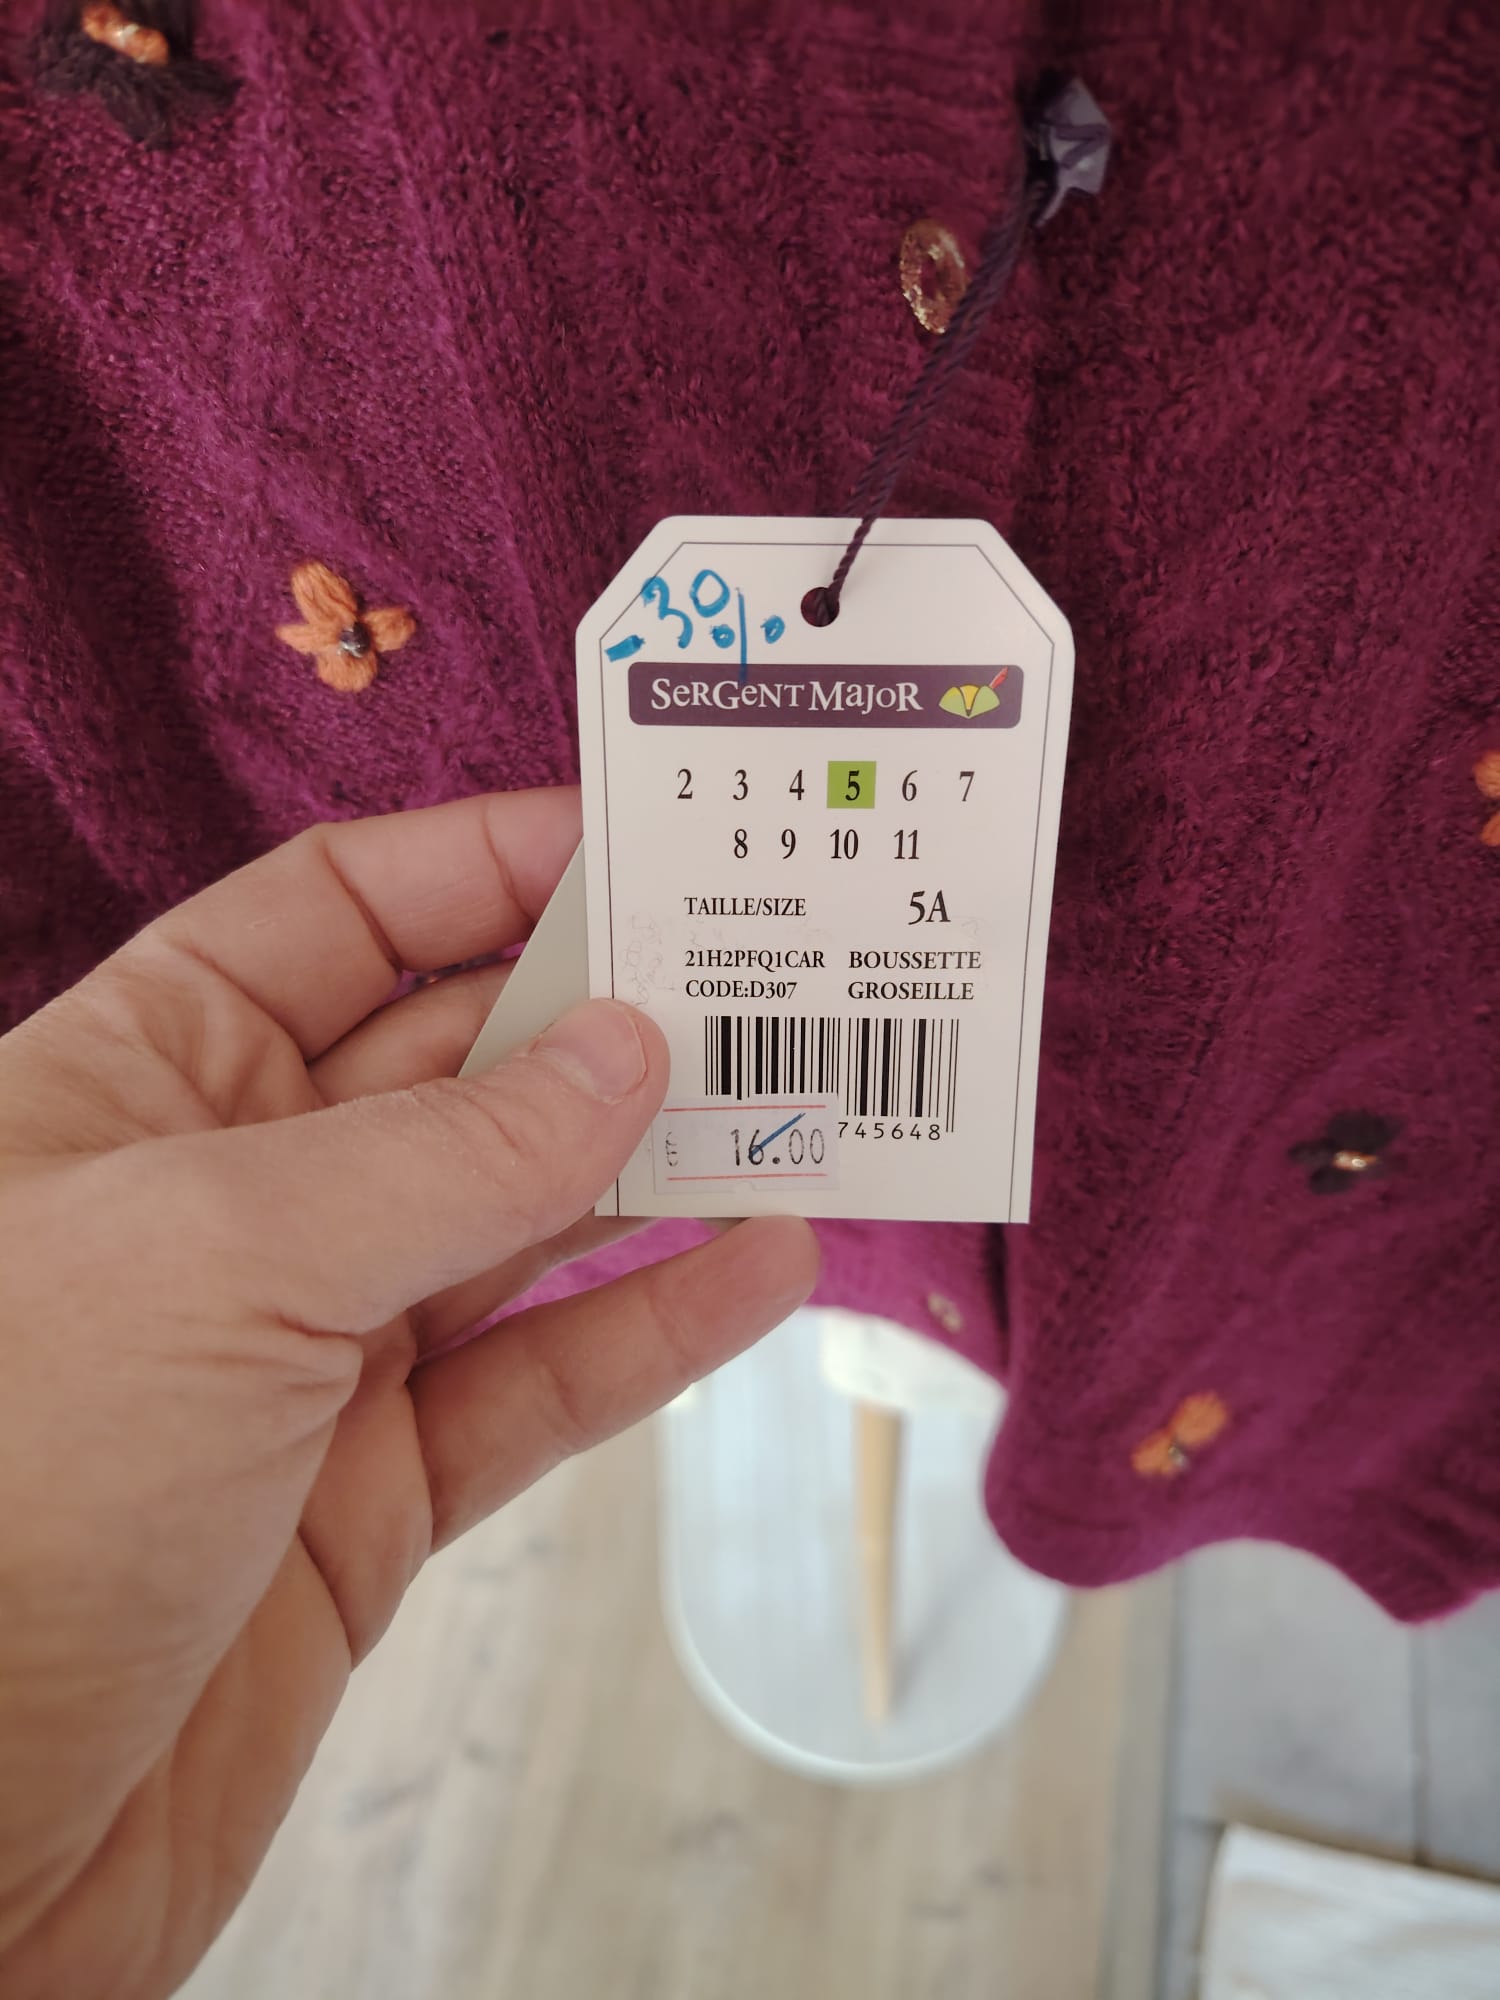 -30%
SERGENT MAJOR
2 3 4 5 6 7
8 9 10 11
TAILLE/SIZE 5A
21H2PFQ1CAR BOUSSETTE
CODE:D307 GROSEILLE
745648
€ 16.00